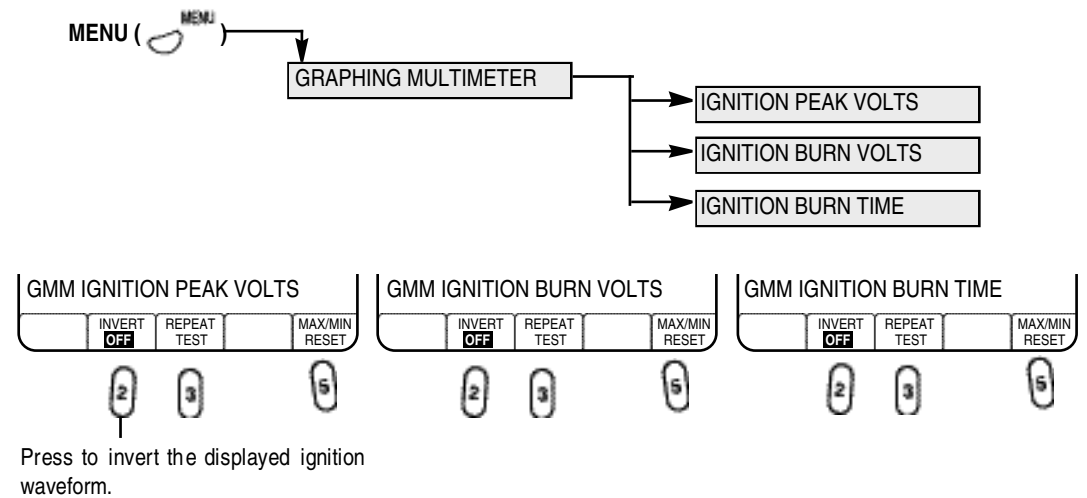 MENU
MENU ( )
GRAPHING MULTIMETER
IGNITION PEAK VOLTS
IGNITION BURN VOLTS
IGNITION BURN TIME
GMM IGNITION PEAK VOLTS
INVERT
OFF
REPEAT
TEST
MAX/MIN
RESET
GMM IGNITION BURN VOLTS
INVERT
OFF
REPEAT
TEST
MAX/MIN
RESET
GMM IGNITION BURN TIME
INVERT
OFF
REPEAT
TEST
MAX/MIN
RESET
2
3
5
2
3
5
2
3
5
Press to invert the displayed ignition
waveform.